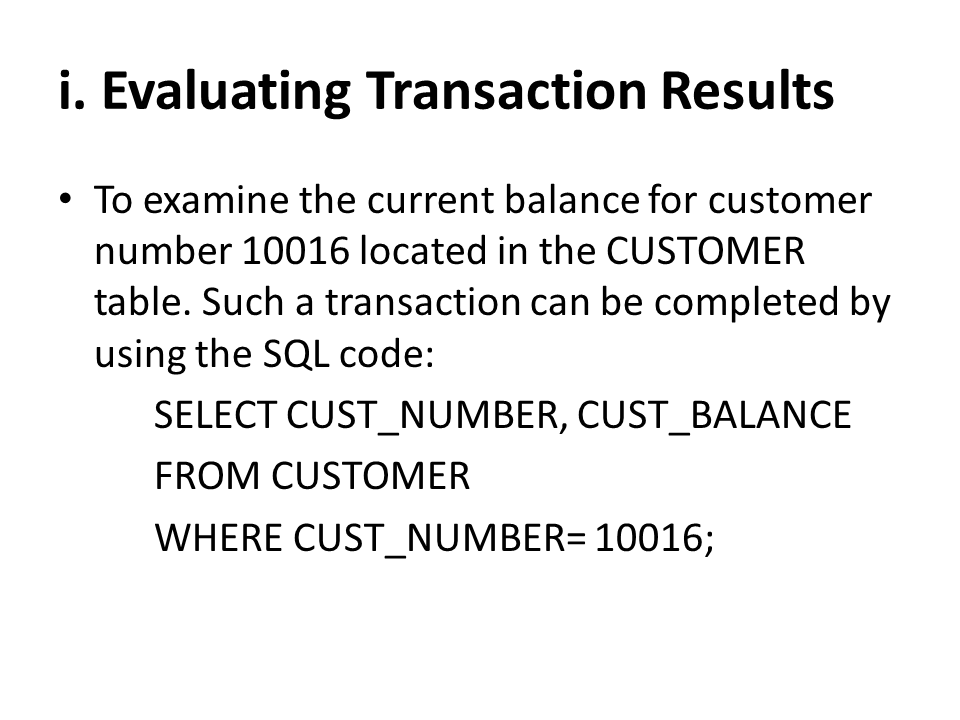 i. Evaluating Transaction Results
• To examine the current balance for customer
number 10016 located in the CUSTOMER
table. Such a transaction can be completed by
using the SQL code:
SELECT CUST_NUMBER, CUST_BALANCE
FROM CUSTOMER
WHERE CUST_NUMBER= 10016;